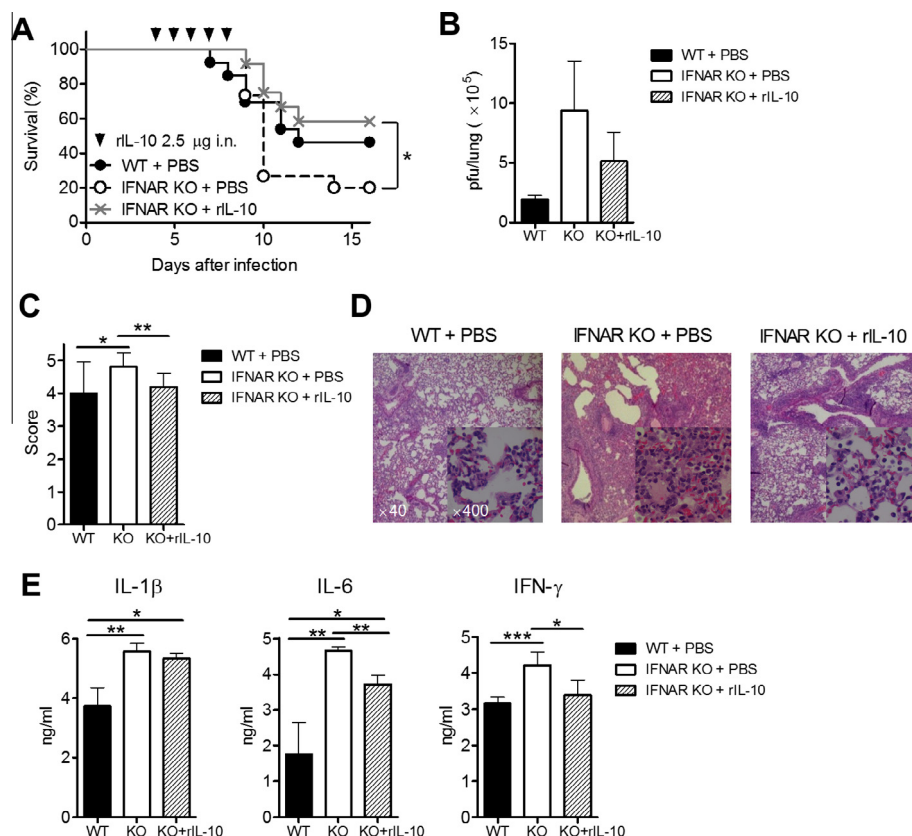 A
rIL-10 2.5 μg i.n.
WT + PBS
IFNAR KO + PBS
IFNAR KO + rIL-10
Survival (%)
100
80
60
40
20
0
0
5
10
15
Days after infection
*
B
pfu/lung ( ×10⁵)
15
10
5
0
WT
KO
KO+rIL-10
WT + PBS
IFNAR KO + PBS
IFNAR KO + rIL-10
C
Score
5
4
3
2
1
0
*
**
WT
KO
KO+rIL-10
WT + PBS
IFNAR KO + PBS
IFNAR KO + rIL-10
D
WT + PBS
IFNAR KO + PBS
IFNAR KO + rIL-10
×40
×400
E
IL-1β
ng/ml
6
4
2
0
*
**
WT
KO
KO+rIL-10
IL-6
ng/ml
5
4
3
2
1
0
*
**
**
WT
KO
KO+rIL-10
IFN-γ
ng/ml
5
4
3
2
1
0
***
*
WT
KO
KO+rIL-10
WT + PBS
IFNAR KO + PBS
IFNAR KO + rIL-10